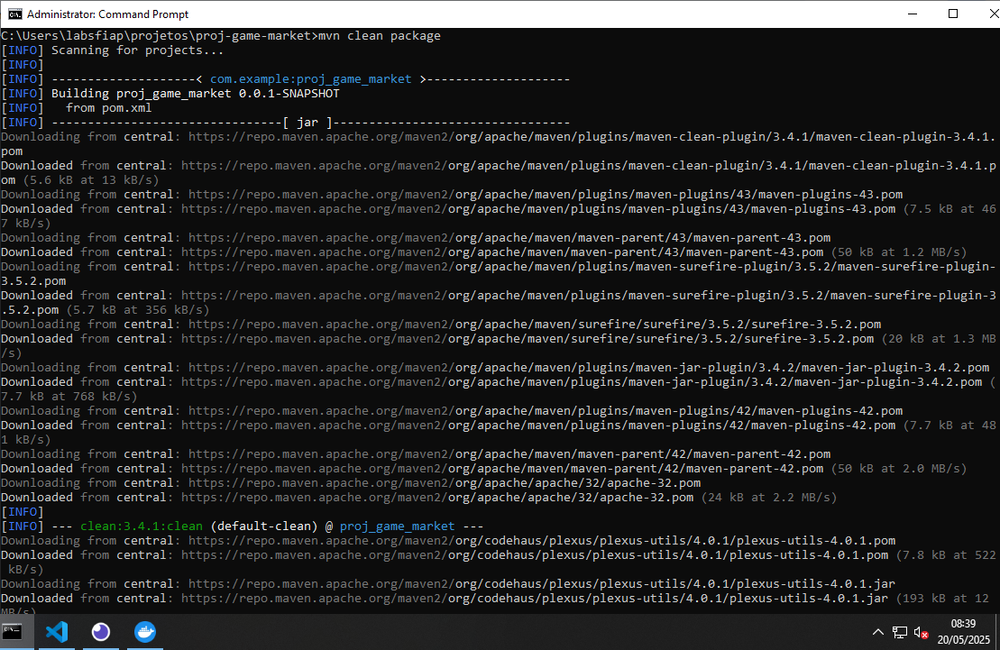 Administrator: Command Prompt
C:\Users\labsfiap\projetos\proj-game-market>mvn clean package
[INFO] Scanning for projects...
[INFO]
[INFO] --------------------< com.example:proj_game_market >--------------------
[INFO] Building proj_game_market 0.0.1-SNAPSHOT
[INFO]   from pom.xml
[INFO] --------------------------------[ jar ]---------------------------------
Downloading from central: https://repo.maven.apache.org/maven2/org/apache/maven/plugins/maven-clean-plugin/3.4.1/maven-clean-plugin-3.4.1.
pom
Downloaded from central: https://repo.maven.apache.org/maven2/org/apache/maven/plugins/maven-clean-plugin/3.4.1/maven-clean-plugin-3.4.1.p
om (5.6 kB at 13 kB/s)
Downloading from central: https://repo.maven.apache.org/maven2/org/apache/maven/plugins/maven-plugins/43/maven-plugins-43.pom
Downloaded from central: https://repo.maven.apache.org/maven2/org/apache/maven/plugins/maven-plugins/43/maven-plugins-43.pom (7.5 kB at 46
7 kB/s)
Downloading from central: https://repo.maven.apache.org/maven2/org/apache/maven/maven-parent/43/maven-parent-43.pom
Downloaded from central: https://repo.maven.apache.org/maven2/org/apache/maven/maven-parent/43/maven-parent-43.pom (50 kB at 1.2 MB/s)
Downloading from central: https://repo.maven.apache.org/maven2/org/apache/maven/plugins/maven-surefire-plugin/3.5.2/maven-surefire-plugin-
3.5.2.pom
Downloaded from central: https://repo.maven.apache.org/maven2/org/apache/maven/plugins/maven-surefire-plugin/3.5.2/maven-surefire-plugin-3
.5.2.pom (5.7 kB at 356 kB/s)
Downloading from central: https://repo.maven.apache.org/maven2/org/apache/maven/surefire/surefire/3.5.2/surefire-3.5.2.pom
Downloaded from central: https://repo.maven.apache.org/maven2/org/apache/maven/surefire/surefire/3.5.2/surefire-3.5.2.pom (20 kB at 1.3 MB
/s)
Downloading from central: https://repo.maven.apache.org/maven2/org/apache/maven/plugins/maven-jar-plugin/3.4.2/maven-jar-plugin-3.4.2.pom
Downloaded from central: https://repo.maven.apache.org/maven2/org/apache/maven/plugins/maven-jar-plugin/3.4.2/maven-jar-plugin-3.4.2.pom (
7.7 kB at 768 kB/s)
Downloading from central: https://repo.maven.apache.org/maven2/org/apache/maven/plugins/maven-plugins/42/maven-plugins-42.pom
Downloaded from central: https://repo.maven.apache.org/maven2/org/apache/maven/plugins/maven-plugins/42/maven-plugins-42.pom (7.7 kB at 48
1 kB/s)
Downloading from central: https://repo.maven.apache.org/maven2/org/apache/maven/maven-parent/42/maven-parent-42.pom
Downloaded from central: https://repo.maven.apache.org/maven2/org/apache/maven/maven-parent/42/maven-parent-42.pom (50 kB at 2.0 MB/s)
Downloading from central: https://repo.maven.apache.org/maven2/org/apache/apache/32/apache-32.pom
Downloaded from central: https://repo.maven.apache.org/maven2/org/apache/apache/32/apache-32.pom (24 kB at 2.2 MB/s)
[INFO]
[INFO] --- clean:3.4.1:clean (default-clean) @ proj_game_market ---
Downloading from central: https://repo.maven.apache.org/maven2/org/codehaus/plexus/plexus-utils/4.0.1/plexus-utils-4.0.1.pom
Downloaded from central: https://repo.maven.apache.org/maven2/org/codehaus/plexus/plexus-utils/4.0.1/plexus-utils-4.0.1.pom (7.8 kB at 522
 kB/s)
Downloading from central: https://repo.maven.apache.org/maven2/org/codehaus/plexus/plexus-utils/4.0.1/plexus-utils-4.0.1.jar
Downloaded from central: https://repo.maven.apache.org/maven2/org/codehaus/plexus/plexus-utils/4.0.1/plexus-utils-4.0.1.jar (193 kB at 12
MB/s)
08:39
20/05/2025